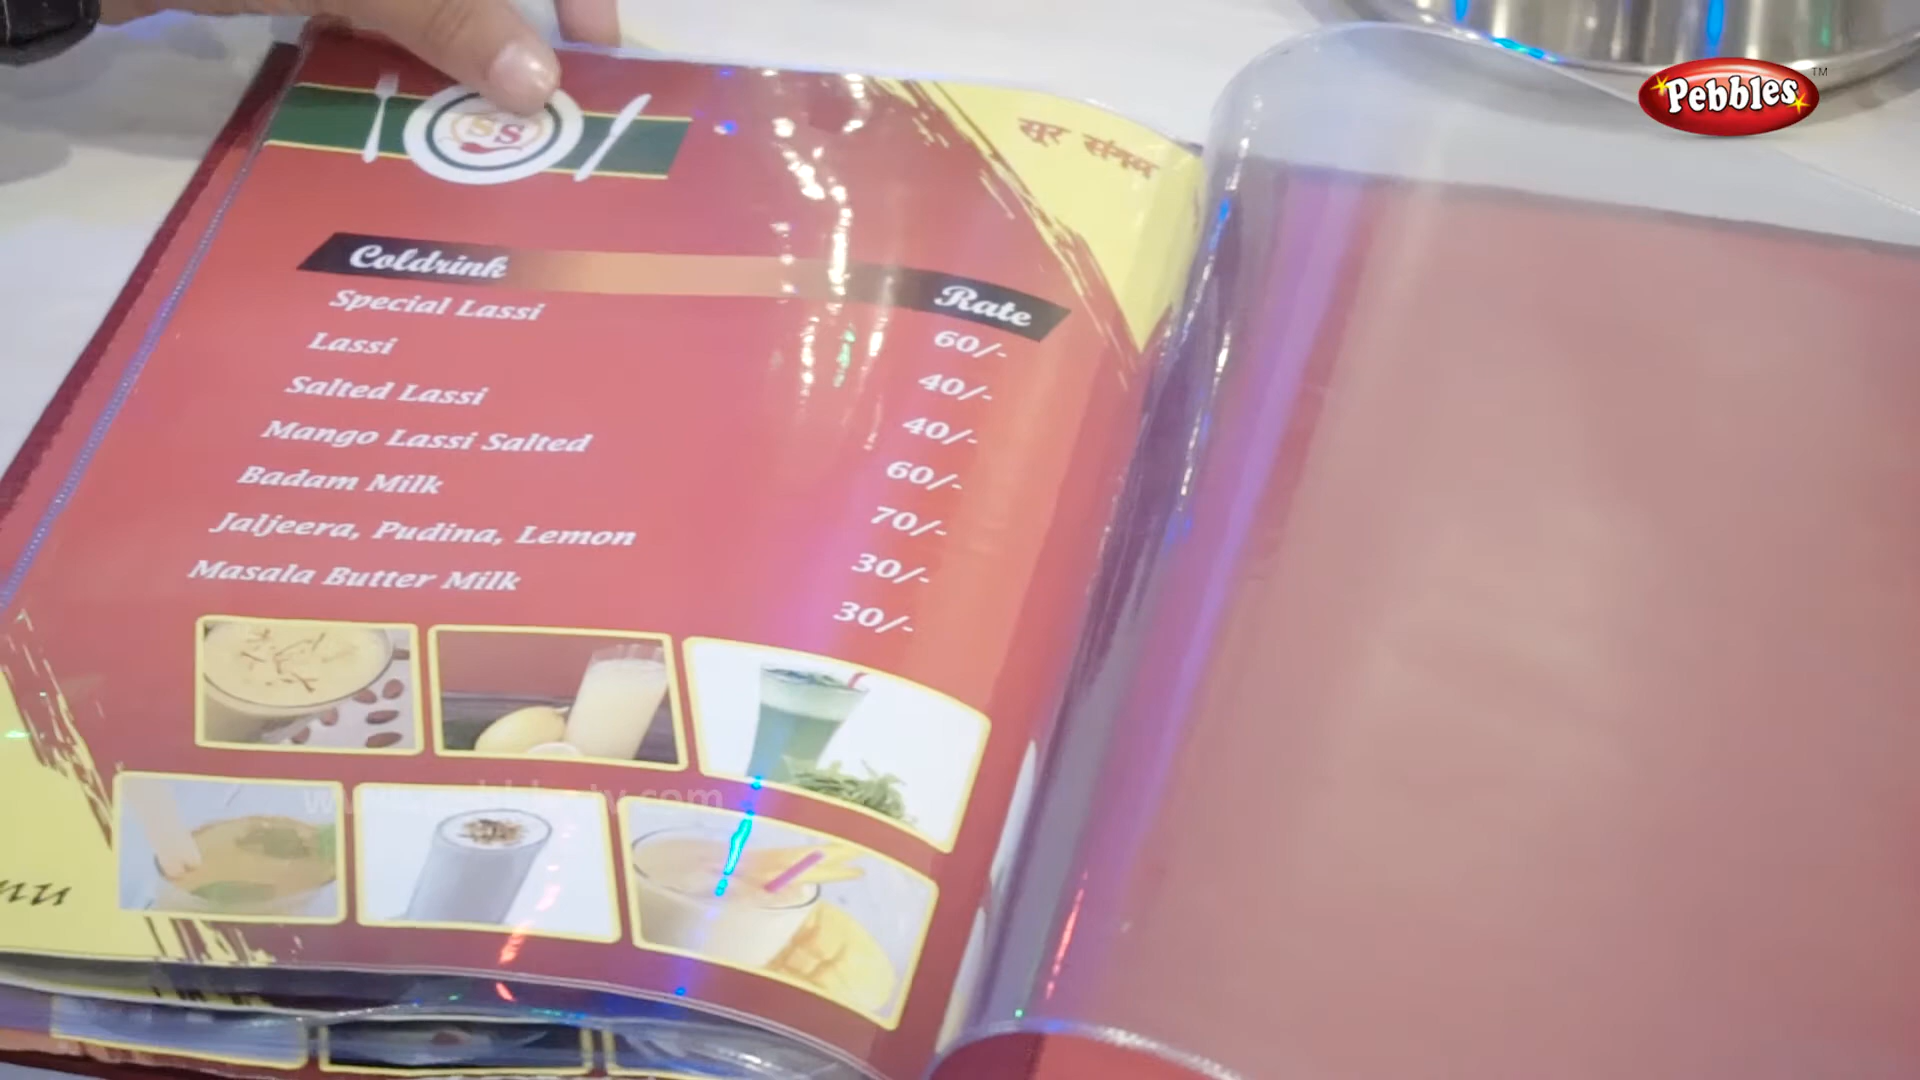 Pebbles™
सूर संगम
SS
Coldrink Rate
Special Lassi 60/-
Lassi 40/-
Salted Lassi 40/-
Mango Lassi Salted 60/-
Badam Milk 70/-
Jaljeera, Pudina, Lemon 30/-
Masala Butter Milk 30/-